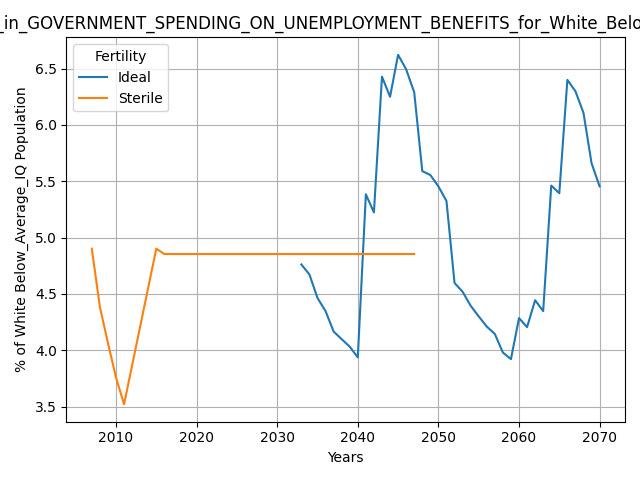 _in_GOVERNMENT_SPENDING_ON_UNEMPLOYMENT_BENEFITS_for_White_Belo
Fertility
Ideal
Sterile
% of White Below_Average_IQ Population
6.5
6.0
5.5
5.0
4.5
4.0
3.5
2010 2020 2030 2040 2050 2060 2070
Years